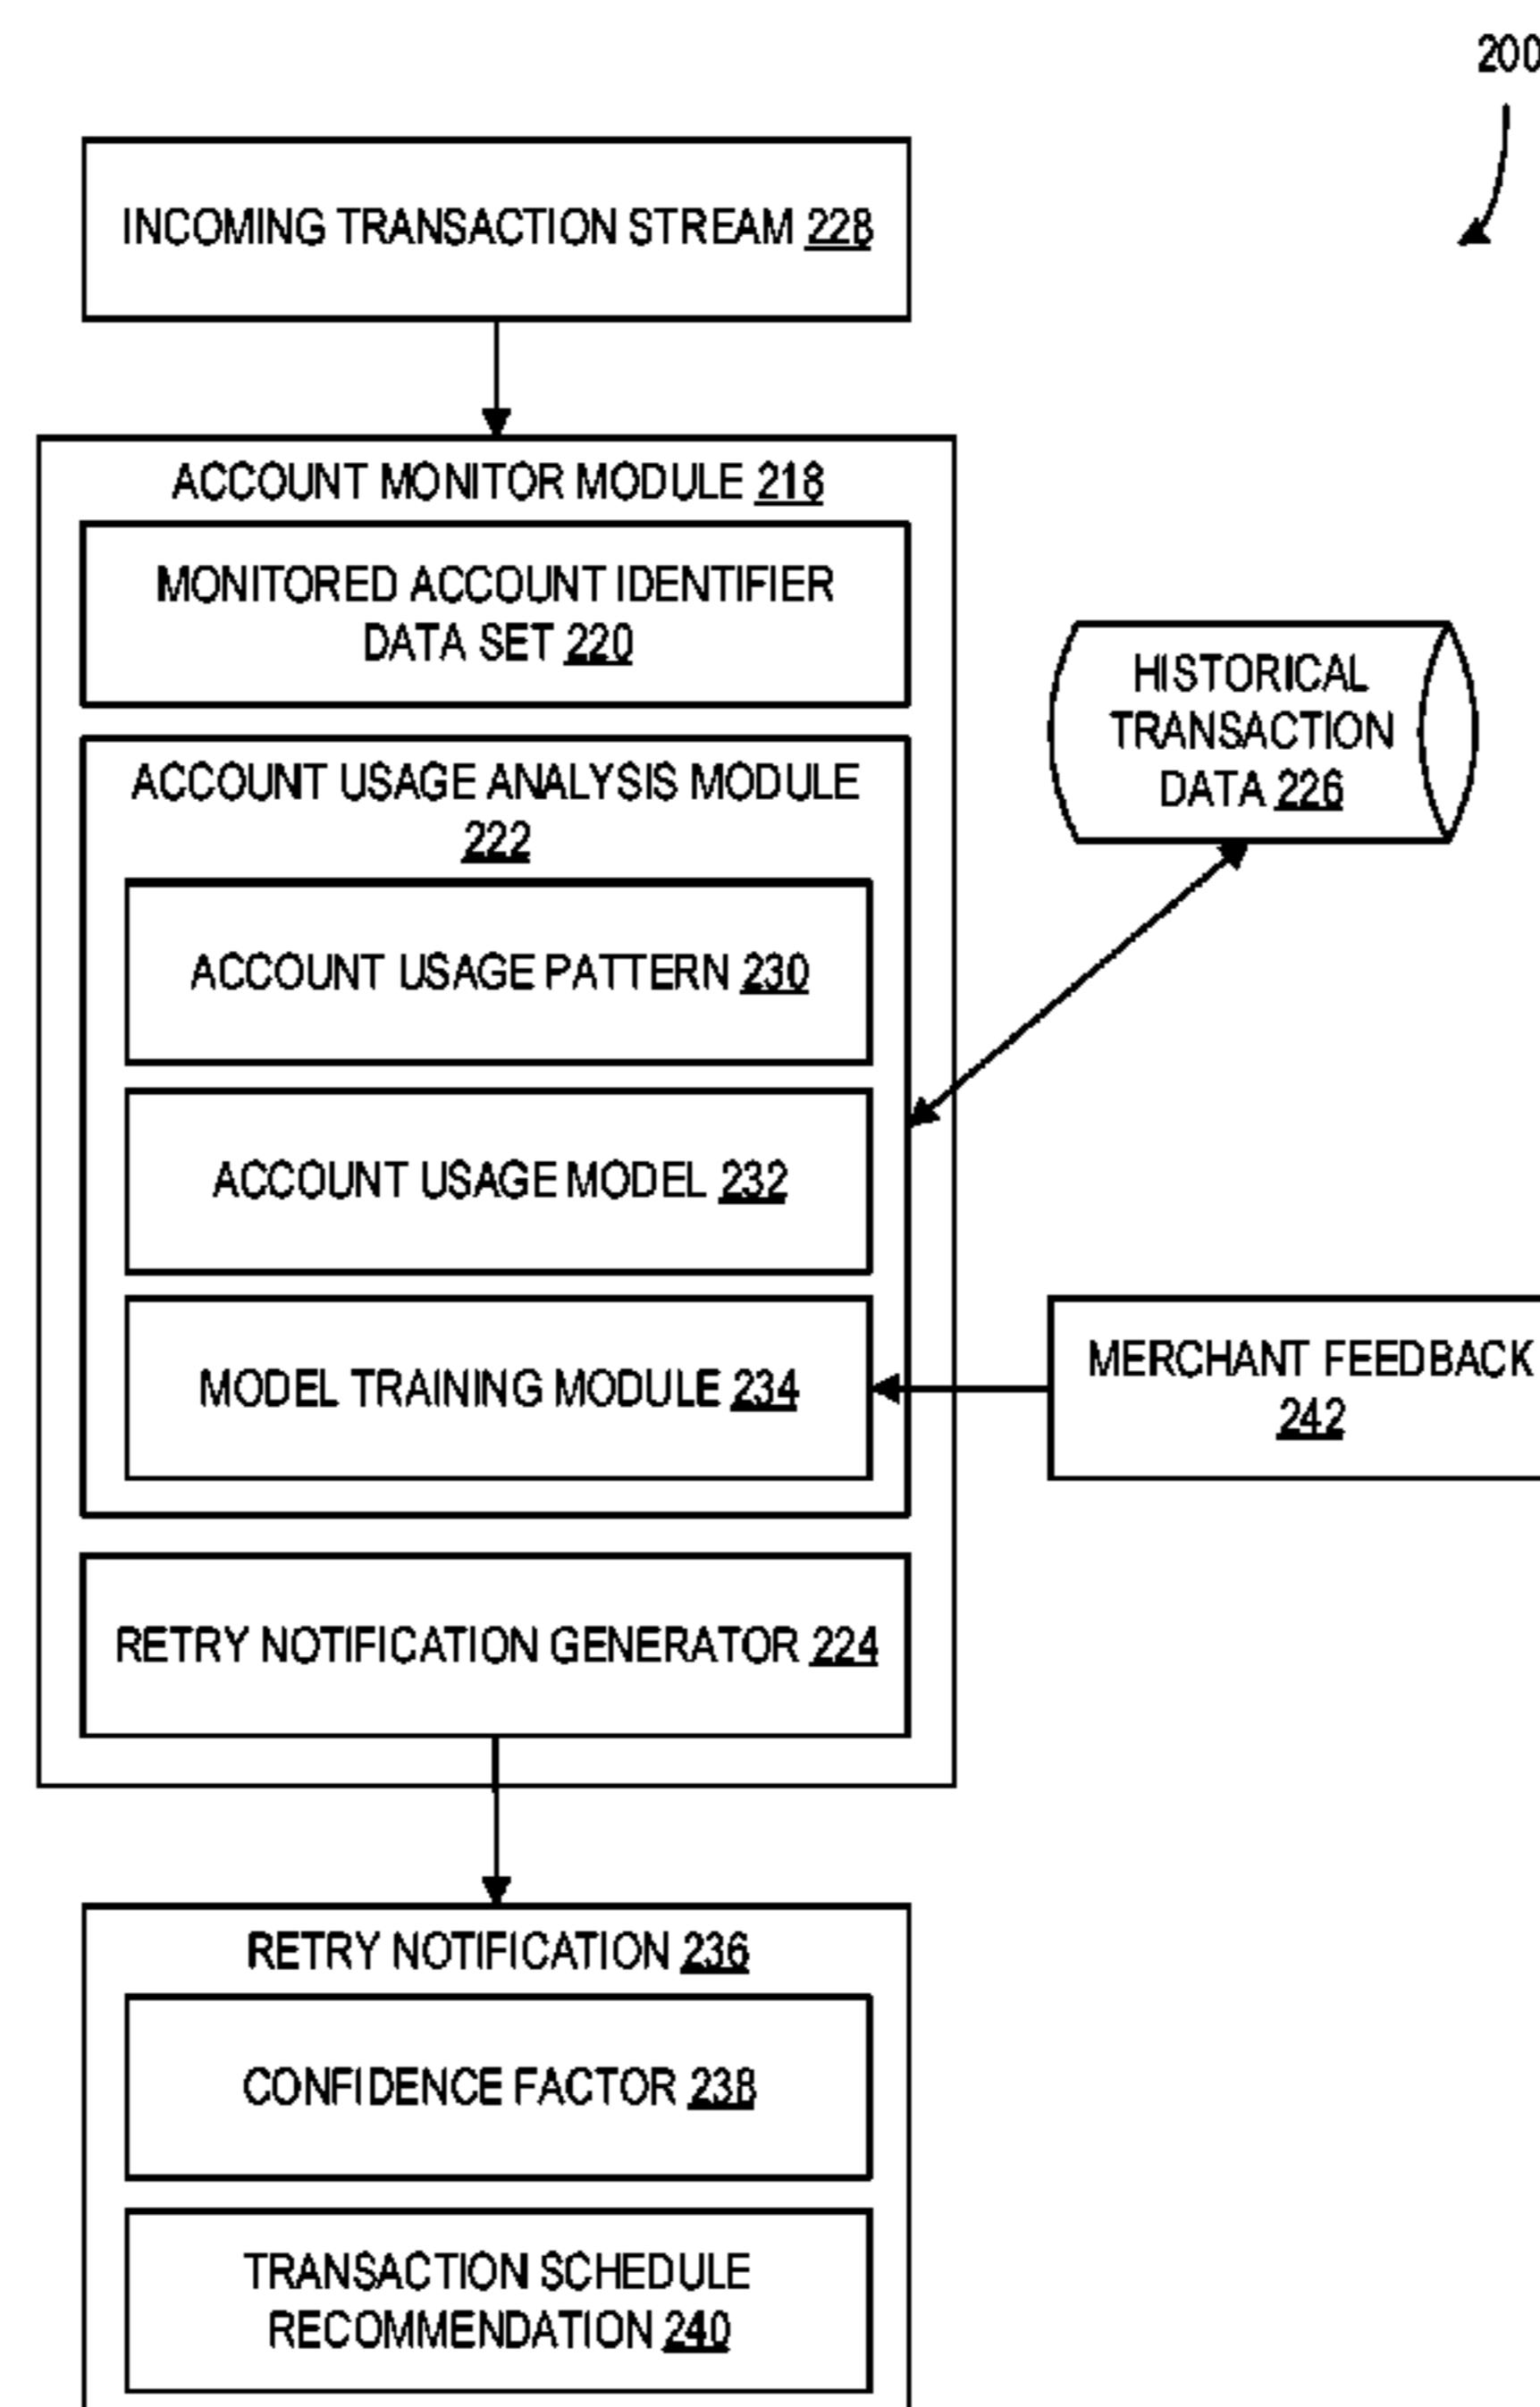 200
INCOMING TRANSACTION STREAM 228
ACCOUNT MONITOR MODULE 218
MONITORED ACCOUNT IDENTIFIER
DATA SET 220
HISTORICAL
TRANSACTION
DATA 226
ACCOUNT USAGE ANALYSIS MODULE
222
ACCOUNT USAGE PATTERN 230
ACCOUNT USAGE MODEL 232
MODEL TRAINING MODULE 234
MERCHANT FEEDBACK
242
RETRY NOTIFICATION GENERATOR 224
RETRY NOTIFICATION 236
CONFIDENCE FACTOR 238
TRANSACTION SCHEDULE
RECOMMENDATION 240